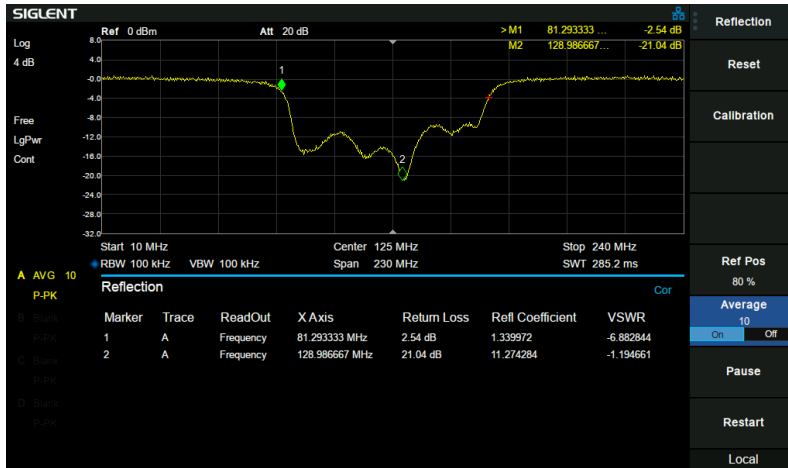 SIGLENT
Reflection
Ref 0 dBm Att 20 dB >M1 81.293333 ... -2.54 dB
Log 8.0 M2 128.986667... -21.04 dB
4 dB 4.0 Reset
1
-0.0
-4.0
Calibration
Free -8.0
LgPwr -12.0
Cont -16.0 2
-20.0
-24.0
-28.0
-32.0
Start 10 MHz Center 125 MHz Stop 240 MHz
RBW 100 kHz VBW 100 kHz Span 230 MHz SWT 285.2 ms Ref Pos
A AVG 10 80 %
P-PK Reflection Cor
Average
B Blank Marker Trace ReadOut X Axis Return Loss Refl Coefficient VSWR 10
P-PK 1 A Frequency 81.293333 MHz 2.54 dB 1.339972 -6.882844 On Off
C Blank 2 A Frequency 128.986667 MHz 21.04 dB 11.274284 -1.194661
P-PK Pause
D Blank
P-PK Restart
Local